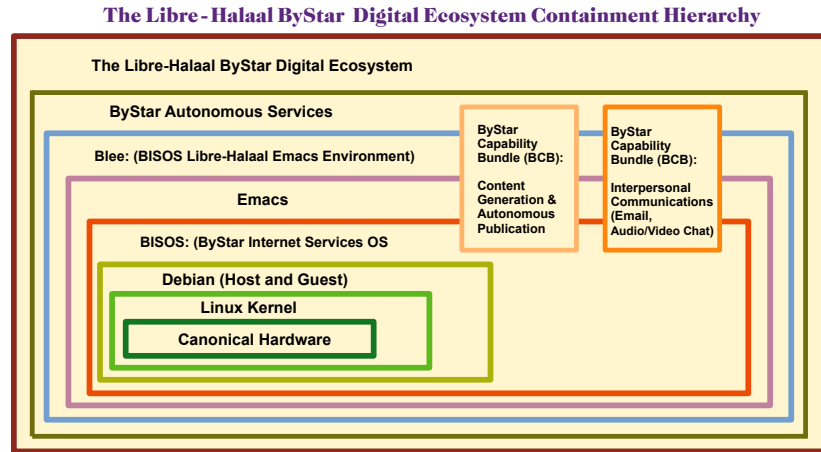 The Libre-Halaal ByStar Digital Ecosystem Containment Hierarchy
The Libre-Halaal ByStar Digital Ecosystem
ByStar Autonomous Services
Blee: (BISOS Libre-Halaal Emacs Environment)
Emacs
BISOS: (ByStar Internet Services OS
Debian (Host and Guest)
Linux Kernel
Canonical Hardware
ByStar
Capability
Bundle (BCB):
Content
Generation &
Autonomous
Publication
ByStar
Capability
Bundle (BCB):
Interpersonal
Communications
(Email,
Audio/Video Chat)